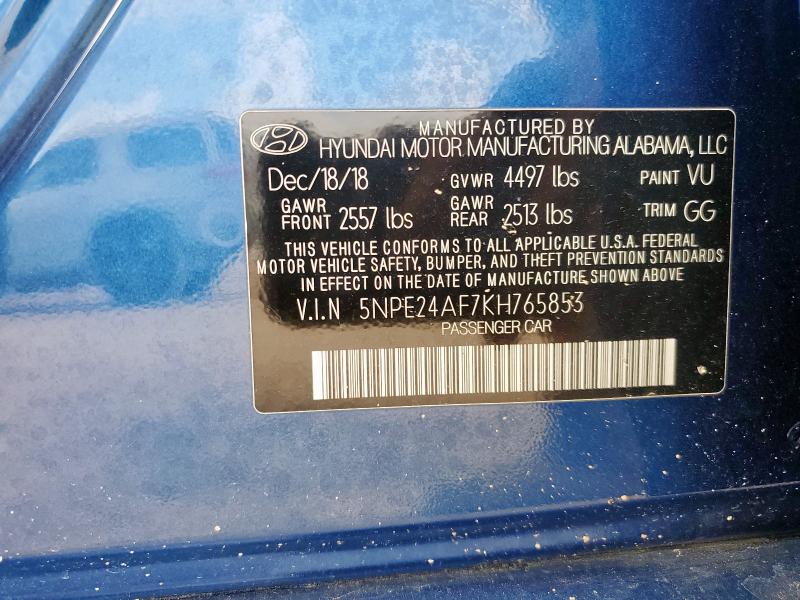 MANUFACTURED BY
HYUNDAI MOTOR MANUFACTURING ALABAMA, LLC
Dec/18/18 GVWR 4497 lbs PAINT VU
GAWR FRONT 2557 lbs GAWR REAR 2513 lbs TRIM GG
THIS VEHICLE CONFORMS TO ALL APPLICABLE U.S.A. FEDERAL
MOTOR VEHICLE SAFETY, BUMPER, AND THEFT PREVENTION STANDARDS
IN EFFECT ON THE DATE OF MANUFACTURE SHOWN ABOVE
V.I.N 5NPE24AF7KH765853
PASSENGER CAR